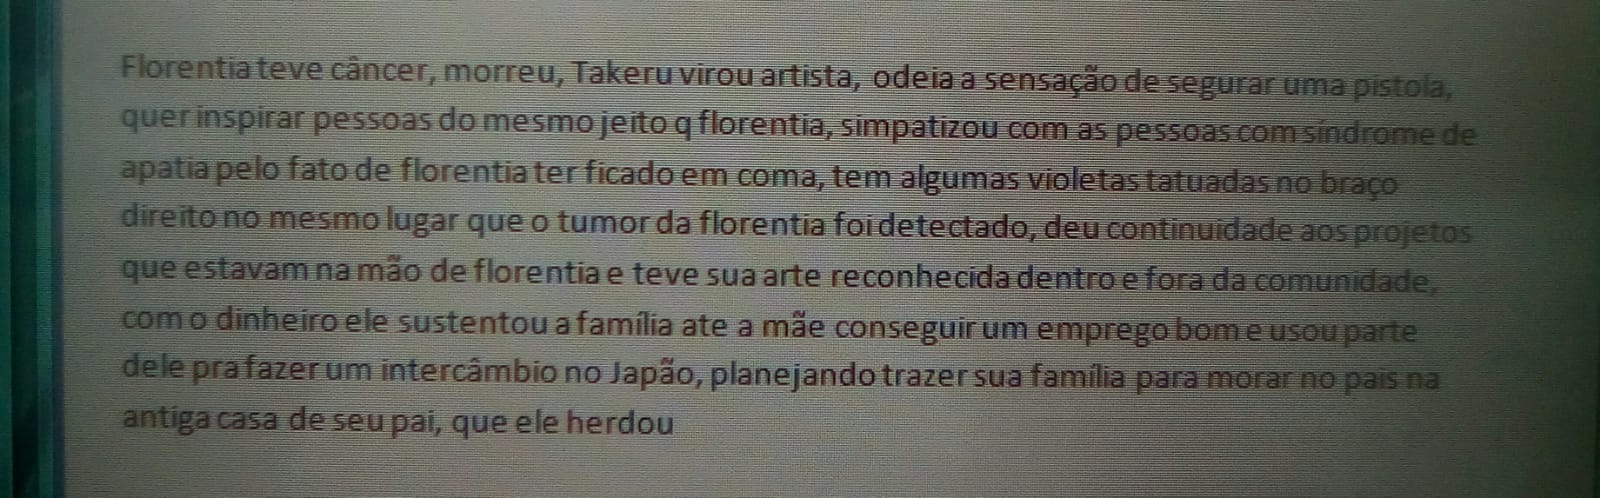 Florentia teve câncer, morreu, Takeru virou artista, odeia a sensação de segurar uma pistola,
quer inspirar pessoas do mesmo jeito q florentia, simpatizou com as pessoas com síndrome de
apatia pelo fato de florentia ter ficado em coma, tem algumas violetas tatuadas no braço
direito no mesmo lugar que o tumor da florentia foi detectado, deu continuidade aos projetos
que estavam na mão de florentia e teve sua arte reconhecida dentro e fora da comunidade,
com o dinheiro ele sustentou a família ate a mãe conseguir um emprego bom e usou parte
dele pra fazer um intercâmbio no Japão, planejando trazer sua família para morar no pais na
antiga casa de seu pai, que ele herdou